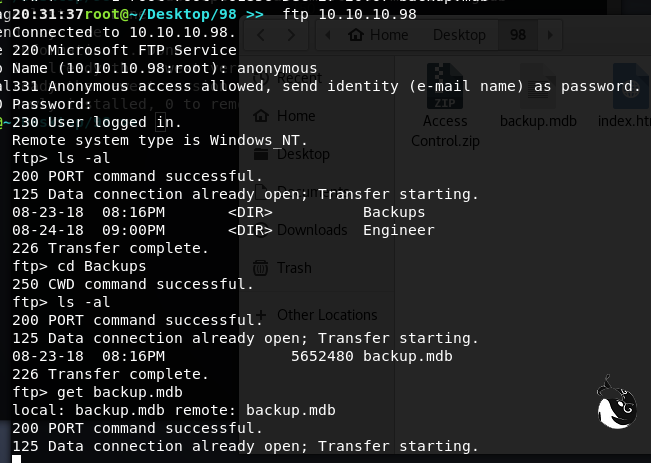 20:31:37root@~/Desktop/98 >> ftp 10.10.10.98
Connected to 10.10.10.98.
220 Microsoft FTP Service
Name (10.10.10.98:root): anonymous
331 Anonymous access allowed, send identity (e-mail name) as password.
Password:
230 User logged in.
Remote system type is Windows_NT.
ftp> ls -al
200 PORT command successful.
125 Data connection already open; Transfer starting.
08-23-18  08:16PM       <DIR>          Backups
08-24-18  09:00PM       <DIR>          Engineer
226 Transfer complete.
ftp> cd Backups
250 CWD command successful.
ftp> ls -al
200 PORT command successful.
125 Data connection already open; Transfer starting.
08-23-18  08:16PM              5652480 backup.mdb
226 Transfer complete.
ftp> get backup.mdb
local: backup.mdb remote: backup.mdb
200 PORT command successful.
125 Data connection already open; Transfer starting.
Home
Desktop
98
Recent
Home
Desktop
Downloads
Trash
Other Locations
ZIP
Access
Control.zip
backup.mdb